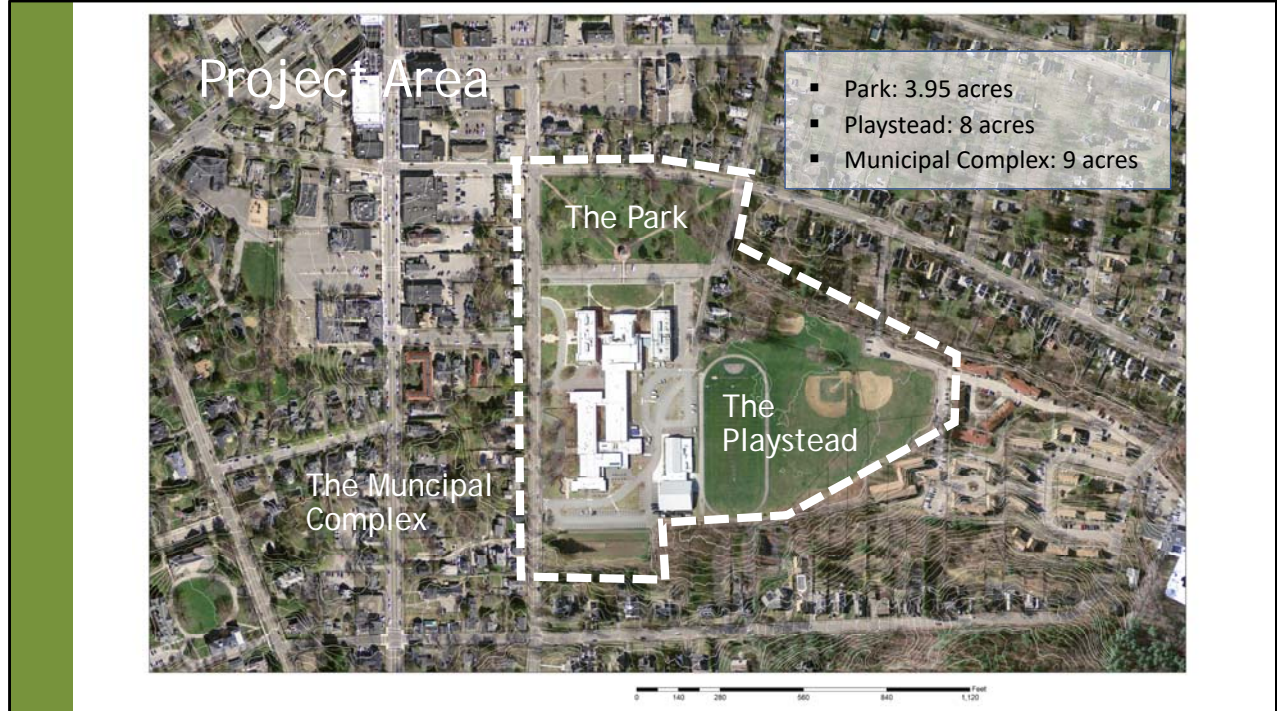 Project Area
▪ Park: 3.95 acres
▪ Playstead: 8 acres
▪ Municipal Complex: 9 acres
The Park
The
Playstead
The Muncipal
Complex
Feet
0 140 280 560 840 1,120